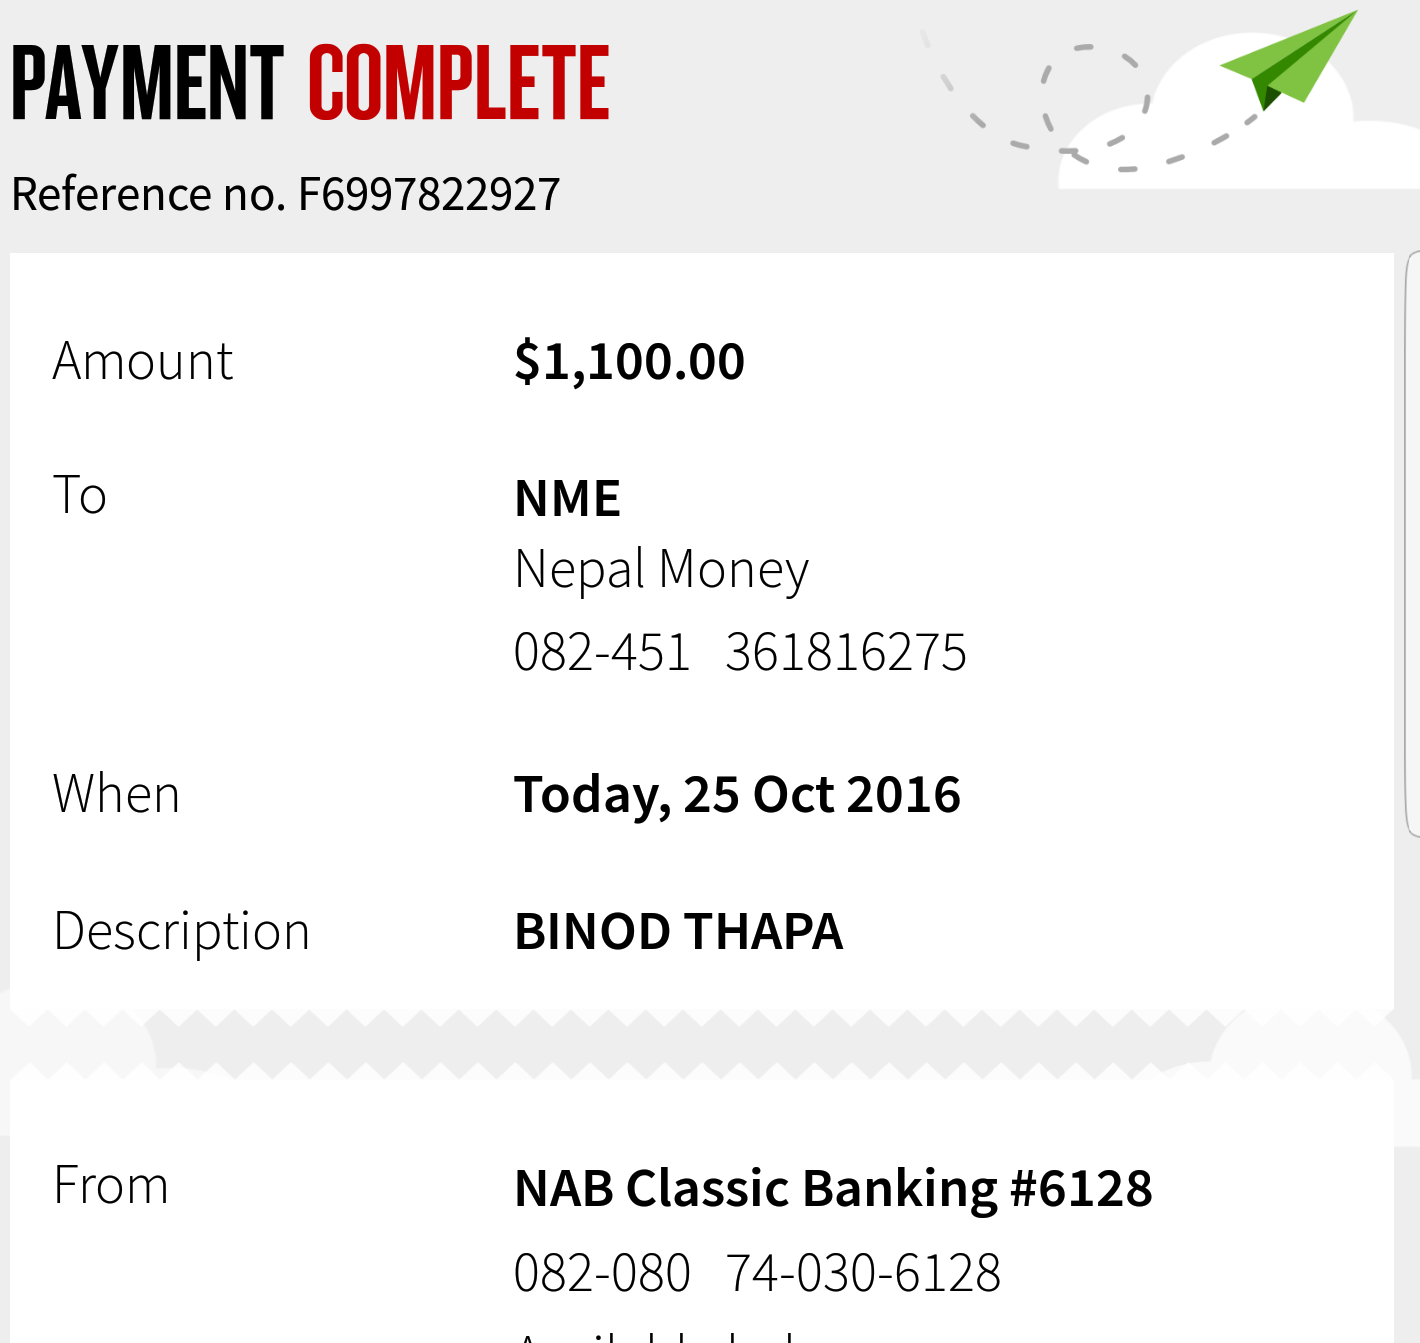 PAYMENT COMPLETE
Reference no. F6997822927
Amount $1,100.00
To NME
Nepal Money
082-451 361816275
When Today, 25 Oct 2016
Description BINOD THAPA
From NAB Classic Banking #6128
082-080 74-030-6128